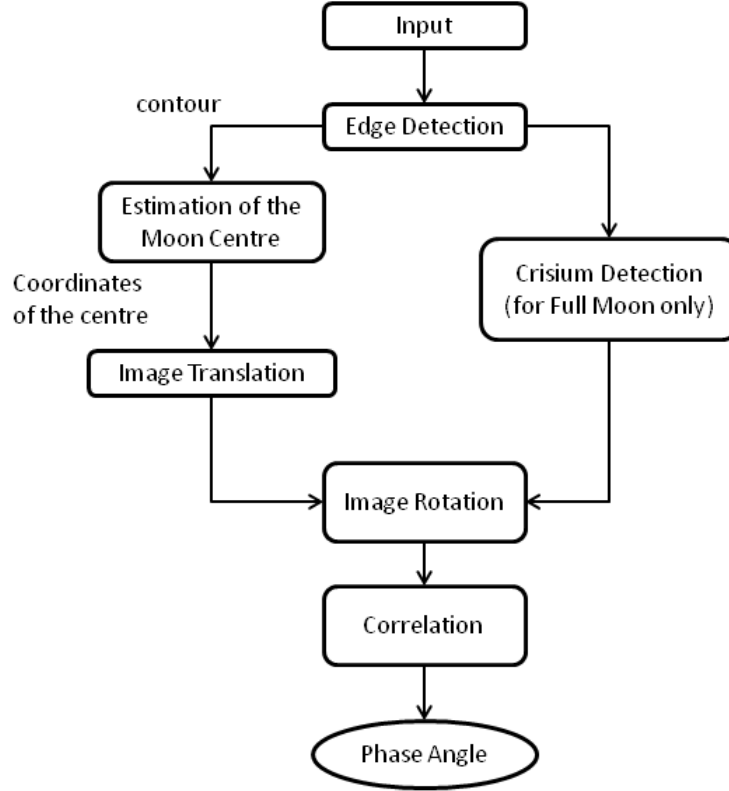 Input
contour
Edge Detection
Estimation of the
Moon Centre
Coordinates
of the centre
Crisium Detection
(for Full Moon only)
Image Translation
Image Rotation
Correlation
Phase Angle